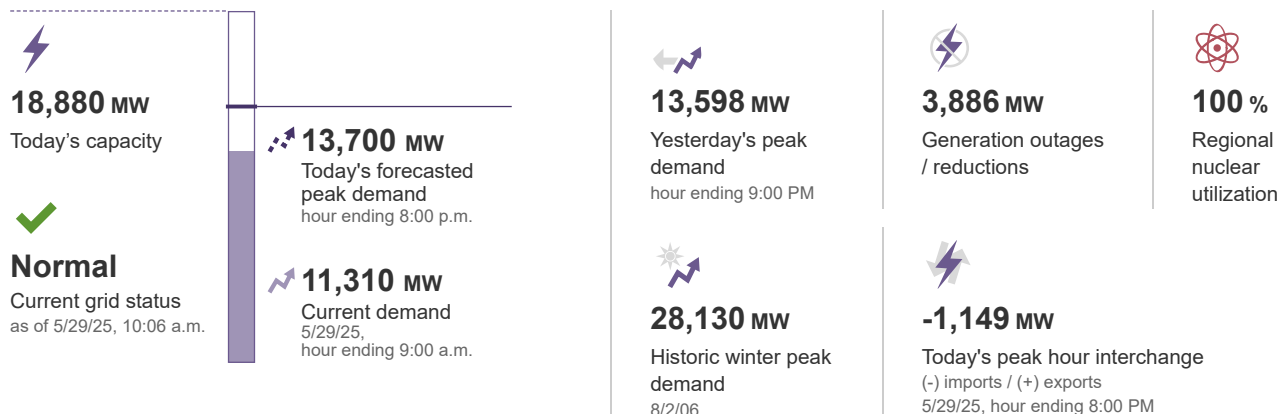 18,880 MW
Today's capacity
Normal
Current grid status
as of 5/29/25, 10:06 a.m.
13,700 MW
Today's forecasted
peak demand
hour ending 8:00 p.m.
11,310 MW
Current demand
5/29/25,
hour ending 9:00 a.m.
13,598 MW
Yesterday's peak
demand
hour ending 9:00 PM
3,886 MW
Generation outages
/ reductions
100 %
Regional
nuclear
utilization
28,130 MW
Historic winter peak
demand
8/2/06
-1,149 MW
Today's peak hour interchange
(-) imports / (+) exports
5/29/25, hour ending 8:00 PM